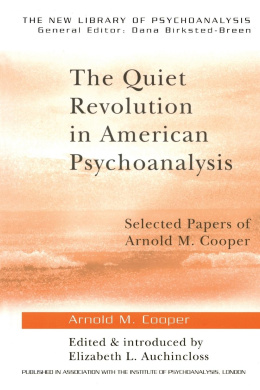 THE NEW LIBRARY OF PSYCHOANALYSIS
General Editor: Dana Birksted-Breen
The Quiet
Revolution
in American
Psychoanalysis
Selected Papers of
Arnold M. Cooper
Arnold M. Cooper
Edited & introduced by
Elizabeth L. Auchincloss
PUBLISHED IN ASSOCIATION WITH THE INSTITUTE OF PSYCHOANALYSIS, LONDON